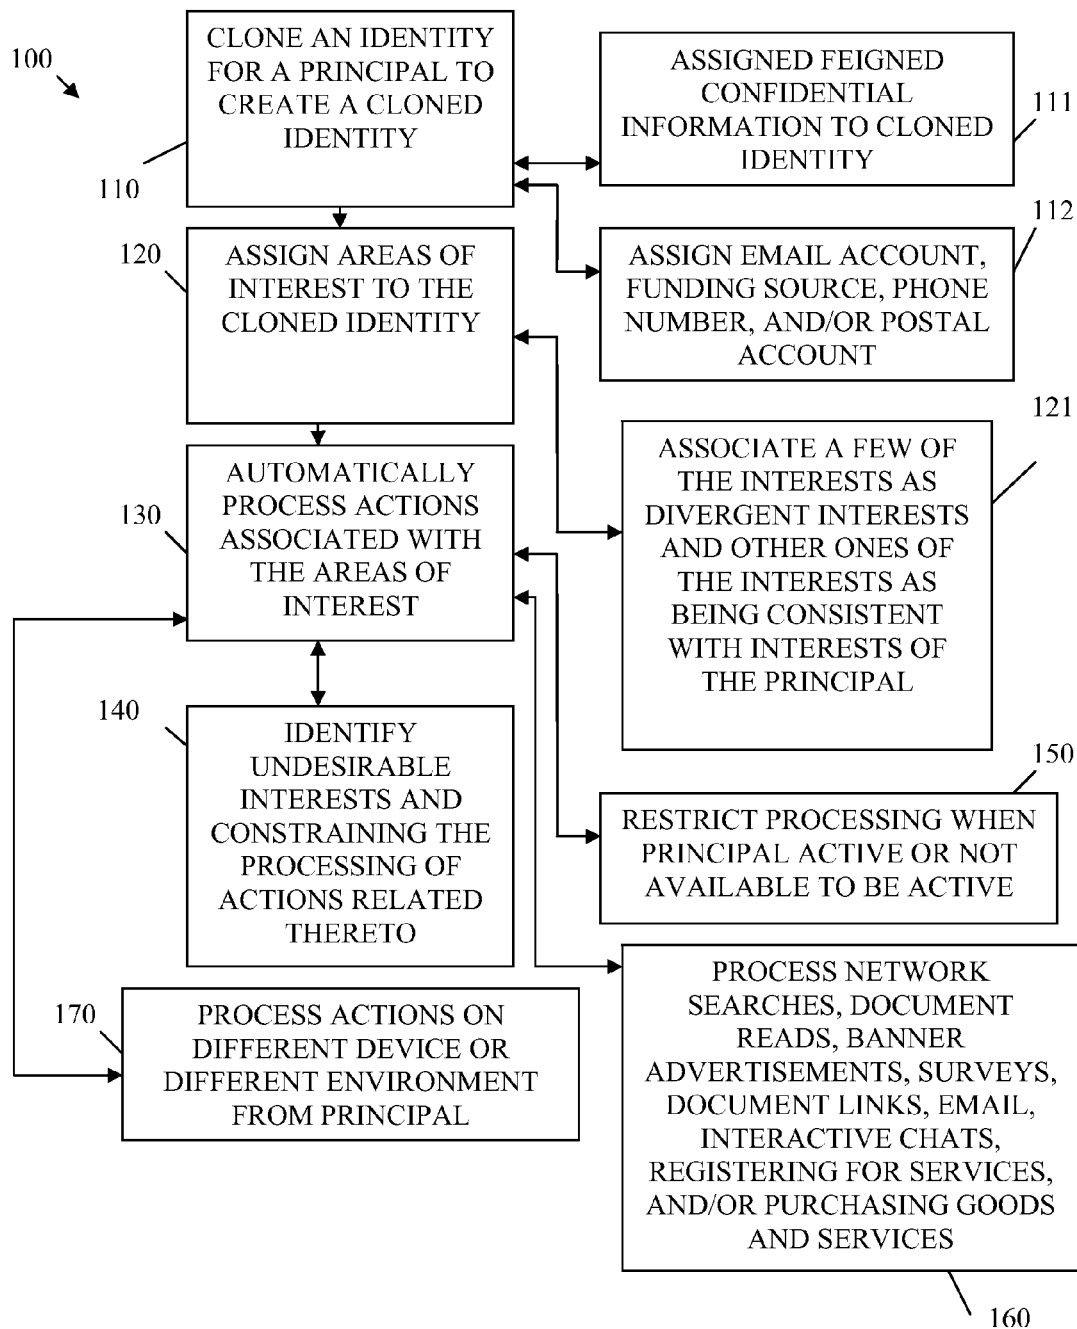 100
CLONE AN IDENTITY
FOR A PRINCIPAL TO
CREATE A CLONED
IDENTITY
110
ASSIGNED FEIGNED
CONFIDENTIAL
INFORMATION TO CLONED
IDENTITY
111
112
ASSIGN EMAIL ACCOUNT,
FUNDING SOURCE, PHONE
NUMBER, AND/OR POSTAL
ACCOUNT
120
ASSIGN AREAS OF
INTEREST TO THE
CLONED IDENTITY
121
ASSOCIATE A FEW OF
THE INTERESTS AS
DIVERGENT INTERESTS
AND OTHER ONES OF
THE INTERESTS AS
BEING CONSISTENT
WITH INTERESTS OF
THE PRINCIPAL
130
AUTOMATICALLY
PROCESS ACTIONS
ASSOCIATED WITH
THE AREAS OF
INTEREST
140
IDENTIFY
UNDESIRABLE
INTERESTS AND
CONSTRAINING THE
PROCESSING OF
ACTIONS RELATED
THERETO
150
RESTRICT PROCESSING WHEN
PRINCIPAL ACTIVE OR NOT
AVAILABLE TO BE ACTIVE
170
PROCESS ACTIONS ON
DIFFERENT DEVICE OR
DIFFERENT ENVIRONMENT
FROM PRINCIPAL
PROCESS NETWORK
SEARCHES, DOCUMENT
READS, BANNER
ADVERTISEMENTS, SURVEYS,
DOCUMENT LINKS, EMAIL,
INTERACTIVE CHATS,
REGISTERING FOR SERVICES,
AND/OR PURCHASING GOODS
AND SERVICES
160